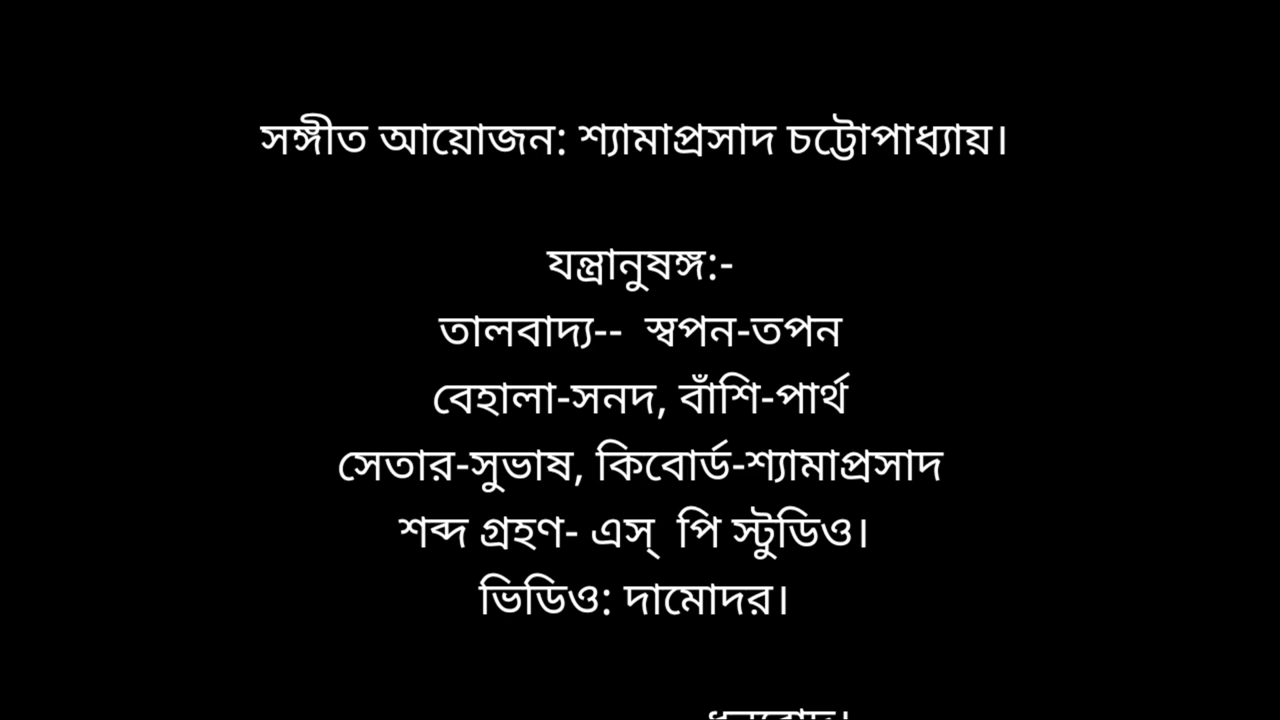 সঙ্গীত আয়োজন: শ্যামাপ্রসাদ চট্টোপাধ্যায়।
যন্ত্রানুষঙ্গ:-
তালবাদ্য--  স্বপন-তপন
বেহালা-সনদ, বাঁশি-পার্থ
সেতার-সুভাষ, কিবোর্ড-শ্যামাপ্রসাদ
শব্দ গ্রহণ- এস্  পি স্টুডিও।
ভিডিও: দামোদর।